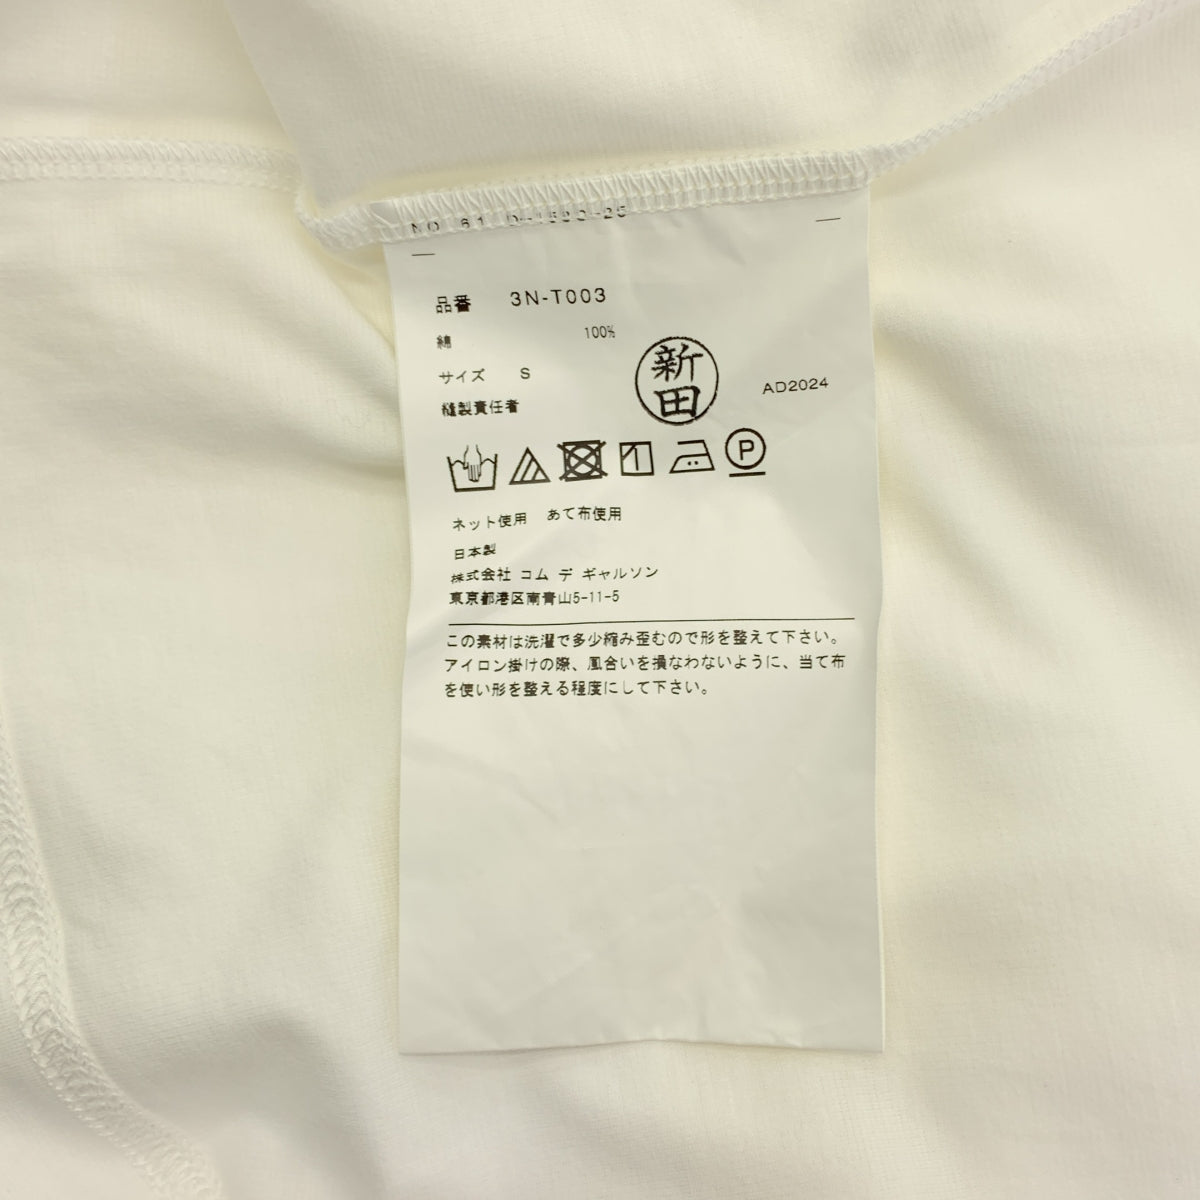 品番 3N-T003
綿 100%
サイズ S
縫製責任者
新田
AD2024
P
ネット使用 あて布使用
日本製
株式会社 コム デ ギャルソン
東京都港区南青山5-11-5
この素材は洗濯で多少縮み歪むので形を整えて下さい。
アイロン掛けの際、風合いを損なわないように、当て布
を使い形を整える程度にして下さい。